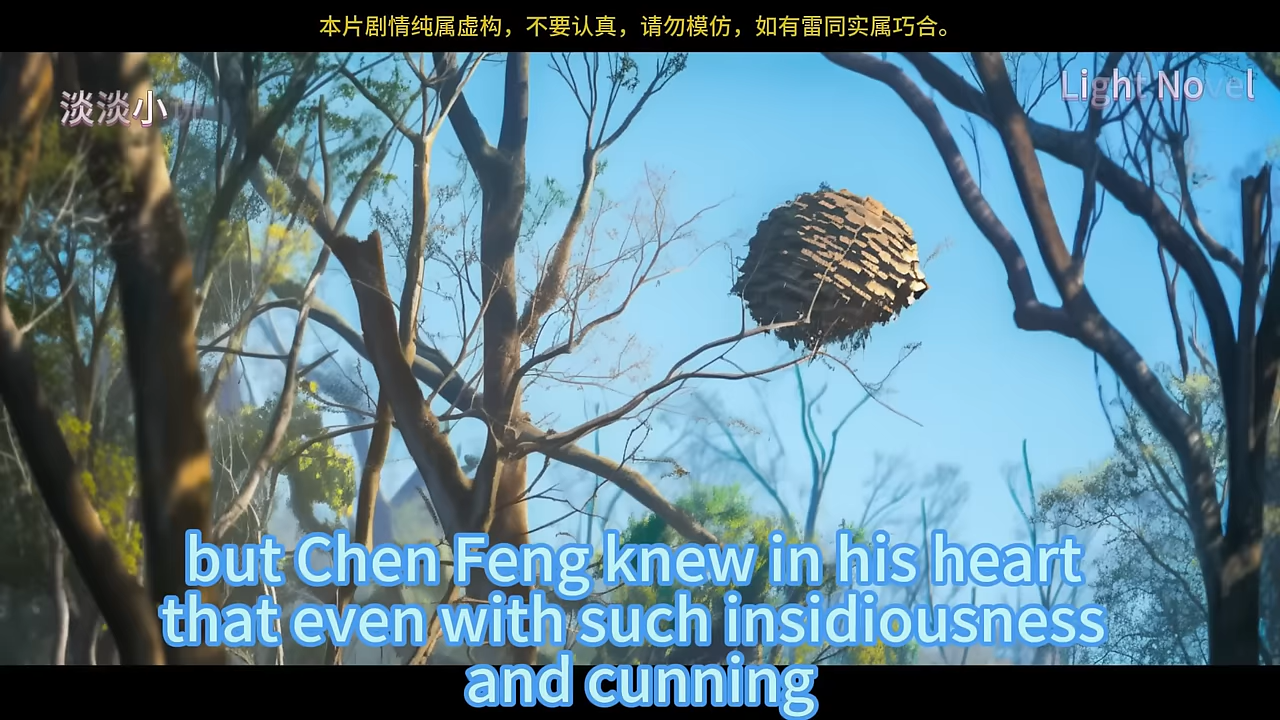 本片剧情纯属虚构，不要认真，请勿模仿，如有雷同实属巧合。
淡淡小
Light Novel
but Chen Feng knew in his heart
that even with such insidiousness
and cunning